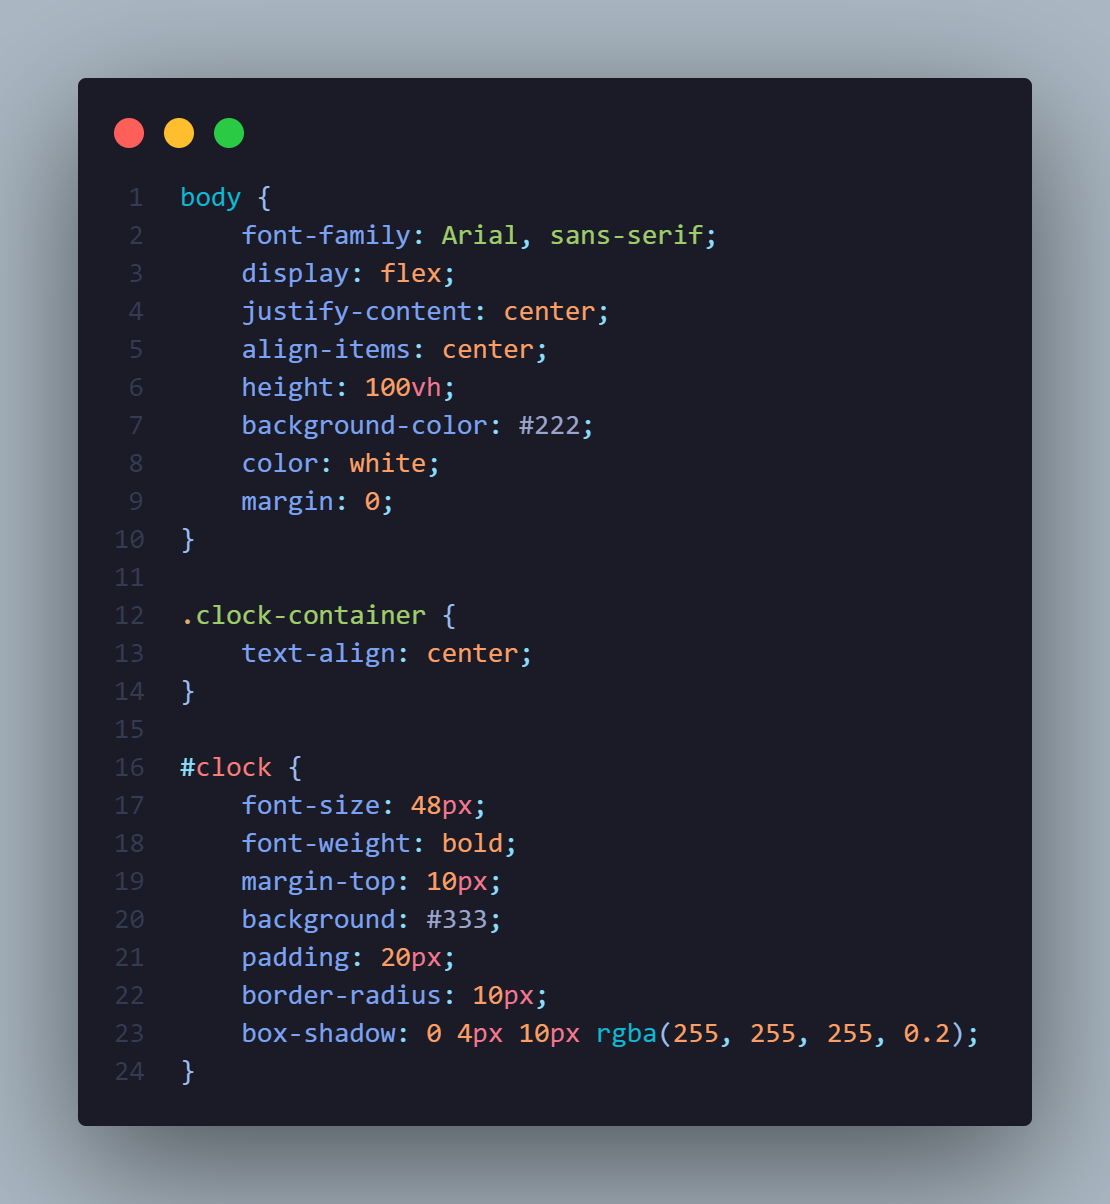 1 body {
2     font-family: Arial, sans-serif;
3     display: flex;
4     justify-content: center;
5     align-items: center;
6     height: 100vh;
7     background-color: #222;
8     color: white;
9     margin: 0;
10 }
11
12 .clock-container {
13     text-align: center;
14 }
15
16 #clock {
17     font-size: 48px;
18     font-weight: bold;
19     margin-top: 10px;
20     background: #333;
21     padding: 20px;
22     border-radius: 10px;
23     box-shadow: 0 4px 10px rgba(255, 255, 255, 0.2);
24 }